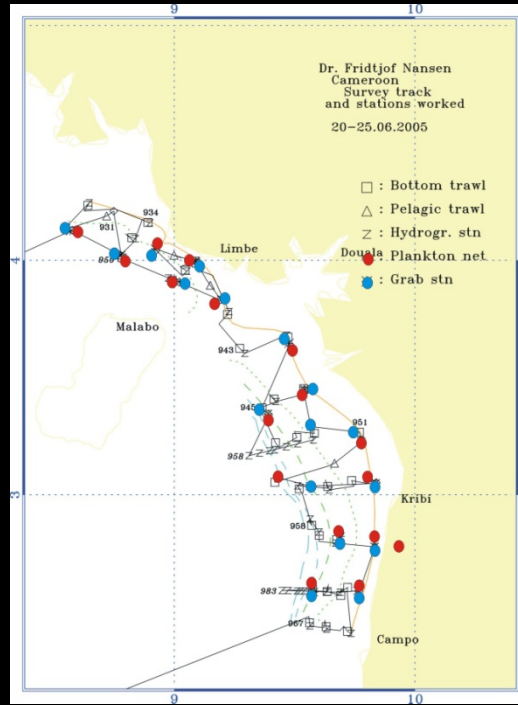 9
10
Dr. Fridtjof Nansen
Cameroon
Survey track
and stations worked
20-25.06.2005
□ : Bottom trawl
△ : Pelagic trawl
Z : Hydrogr. stn
: Plankton net
: Grab stn
934
931
Limbe
Douala
4
4
Malabo
943
945
951
958
3
3
Kribi
958
983
967
Campo
9
10